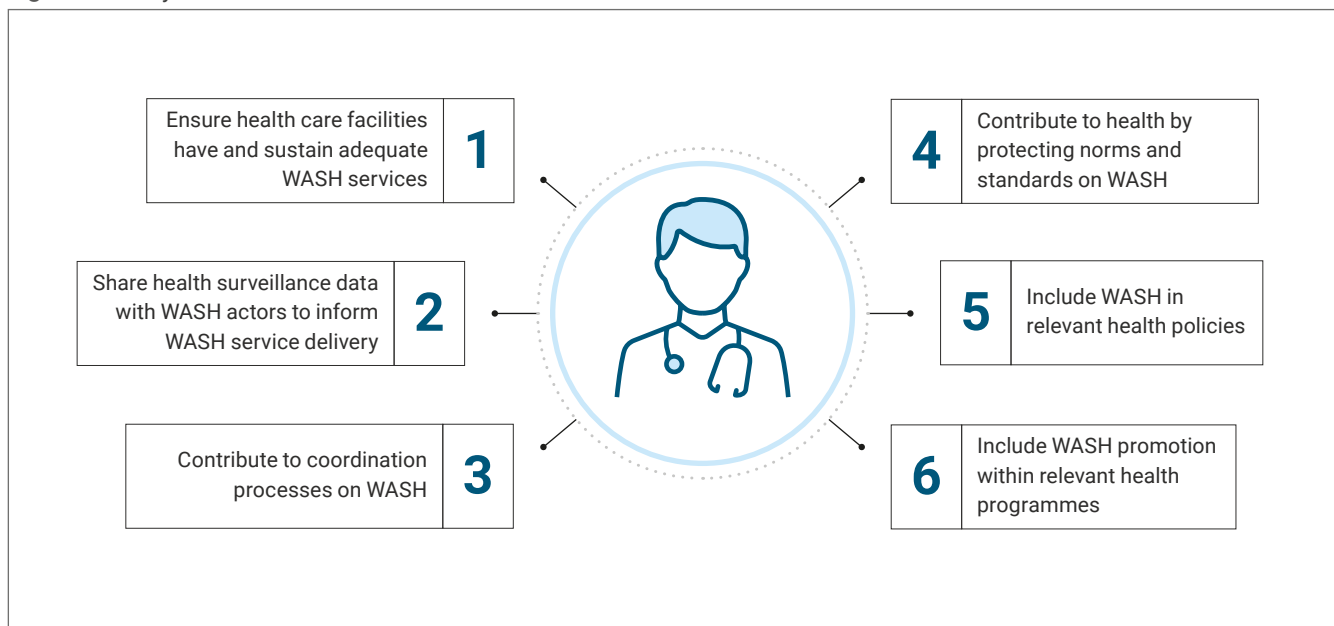 Ensure health care facilities
have and sustain adequate
WASH services
1
Share health surveillance data
with WASH actors to inform
WASH service delivery
2
Contribute to coordination
processes on WASH
3
4
Contribute to health by
protecting norms and
standards on WASH
5
Include WASH in
relevant health policies
6
Include WASH promotion
within relevant health
programmes